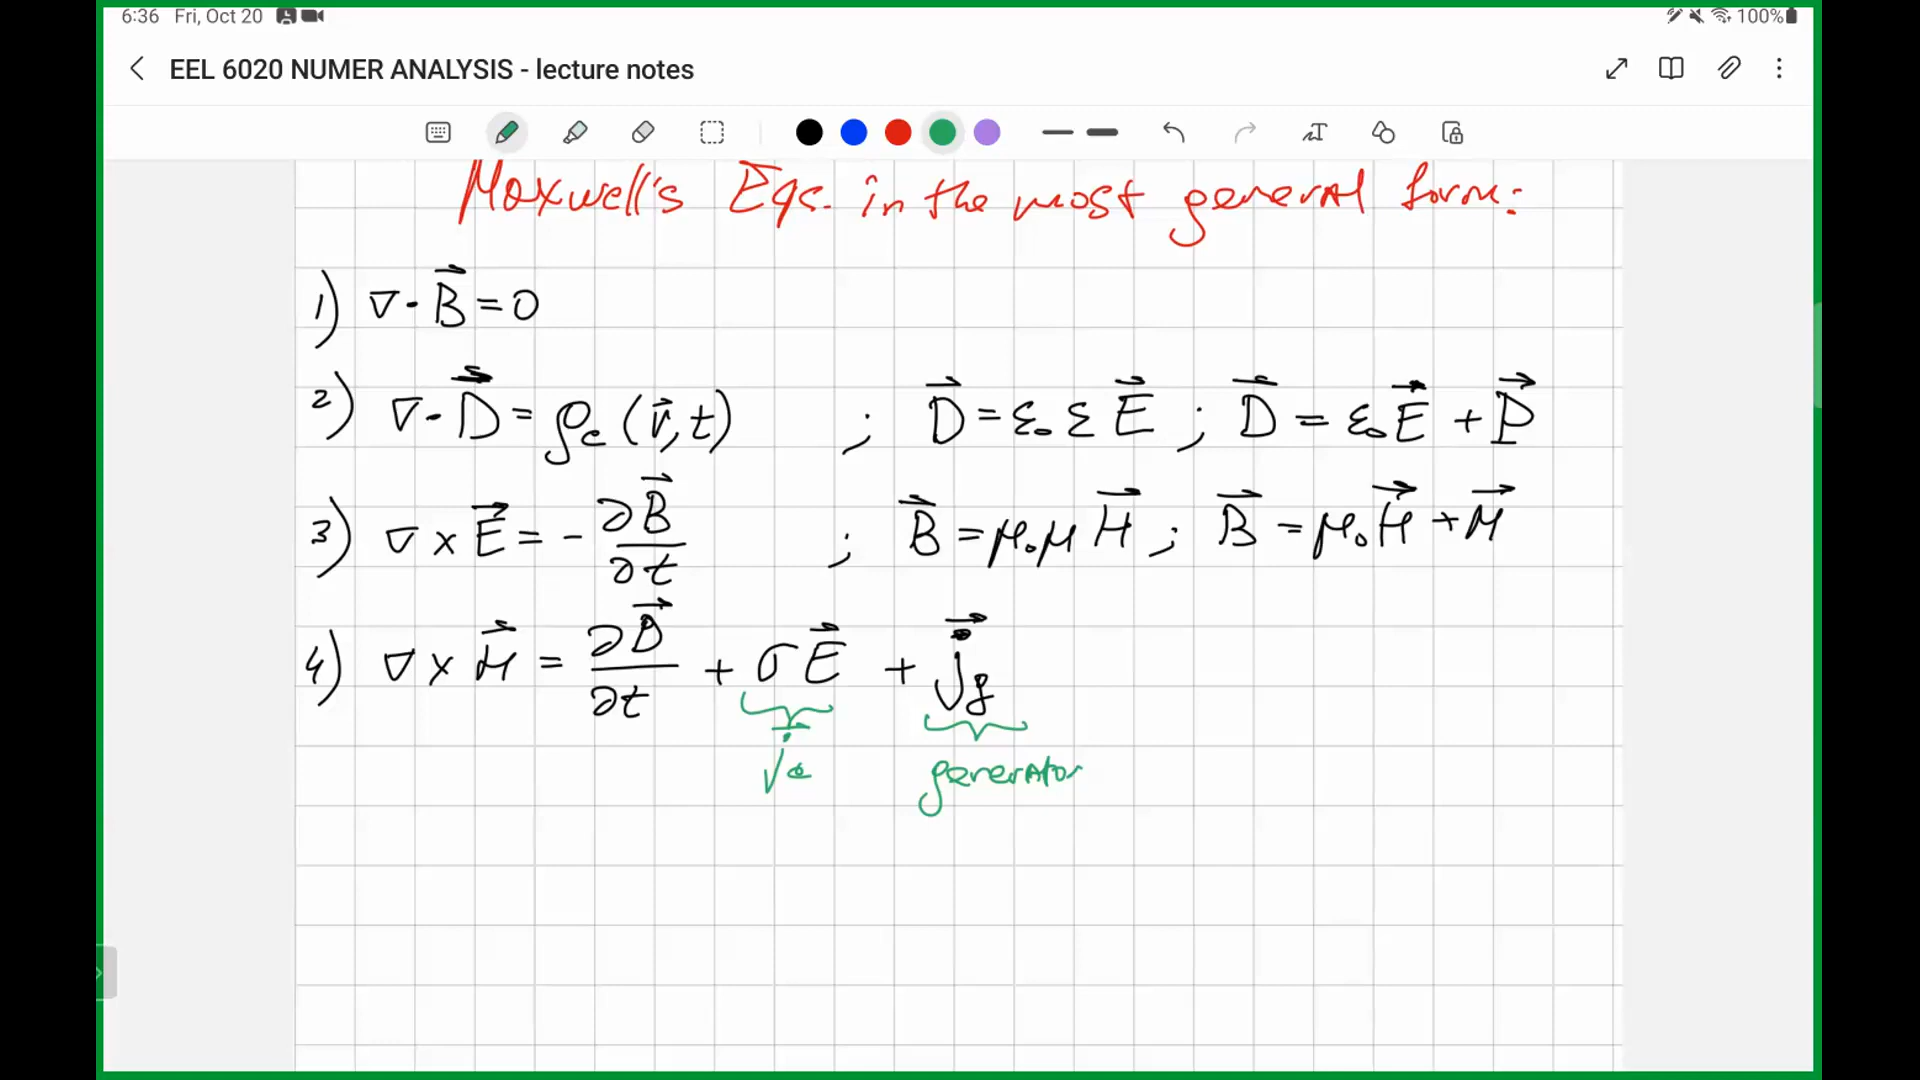 6:36 Fri, Oct 20 100%
EEL 6020 NUMER ANALYSIS - lecture notes
Maxwell's Eqs. in the most general form:
1) ∇·B⃗ = 0
2) ∇·D⃗ = ρe(r⃗,t) ; D⃗ = ε₀εE⃗ ; D⃗ = ε₀E⃗ + P⃗
3) ∇×E⃗ = -∂B⃗/∂t ; B⃗ = μ₀μH⃗ ; B⃗ = μ₀H⃗ + M⃗
4) ∇×H⃗ = ∂D⃗/∂t + σE⃗ + j⃗g
j⃗e generator